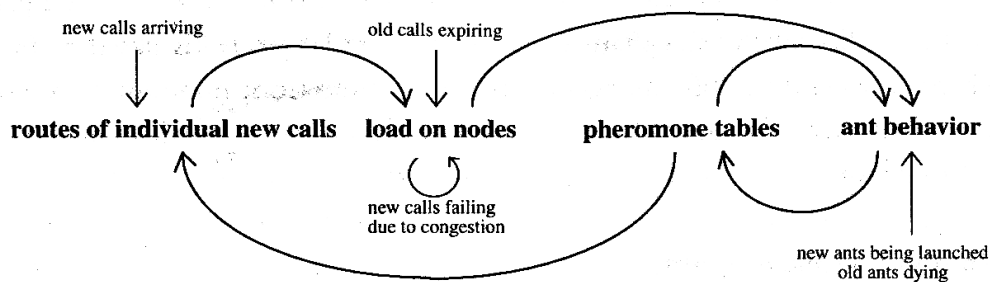 new calls arriving
old calls expiring
routes of individual new calls
load on nodes
pheromone tables
ant behavior
new calls failing
due to congestion
new ants being launched
old ants dying